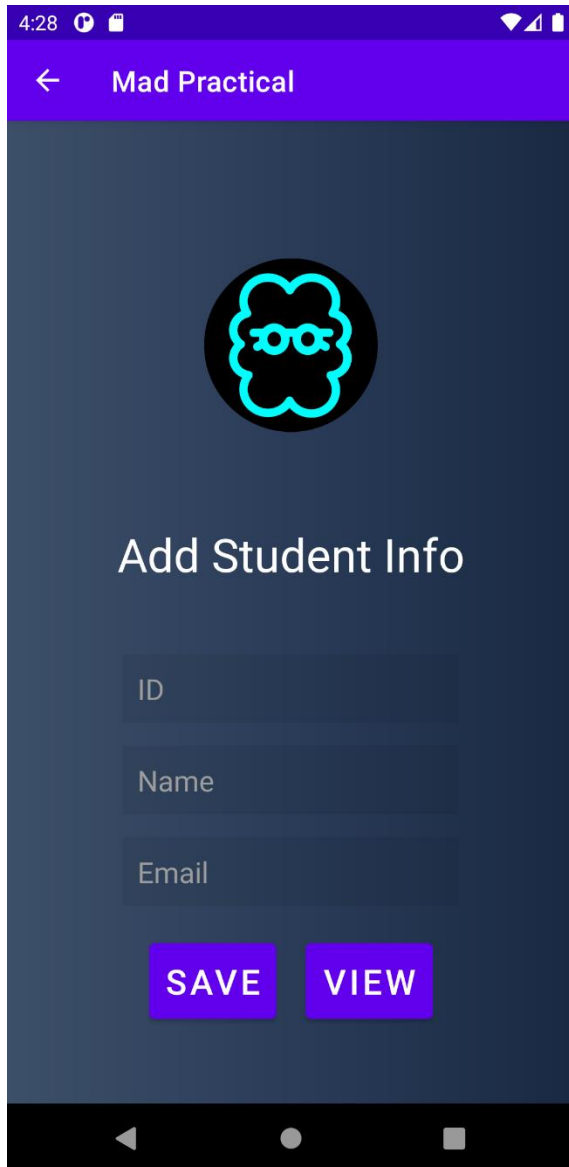 4:28
Mad Practical
Add Student Info
ID
Name
Email
SAVE VIEW